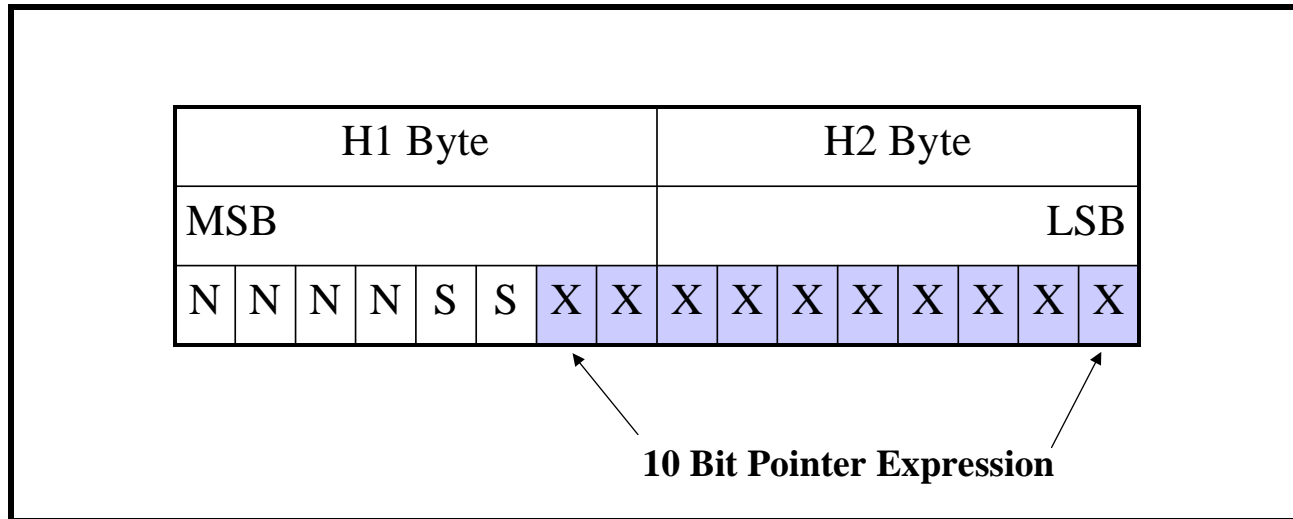 H1 Byte H2 Byte
MSB LSB
N N N N S S X X X X X X X X X X
10 Bit Pointer Expression